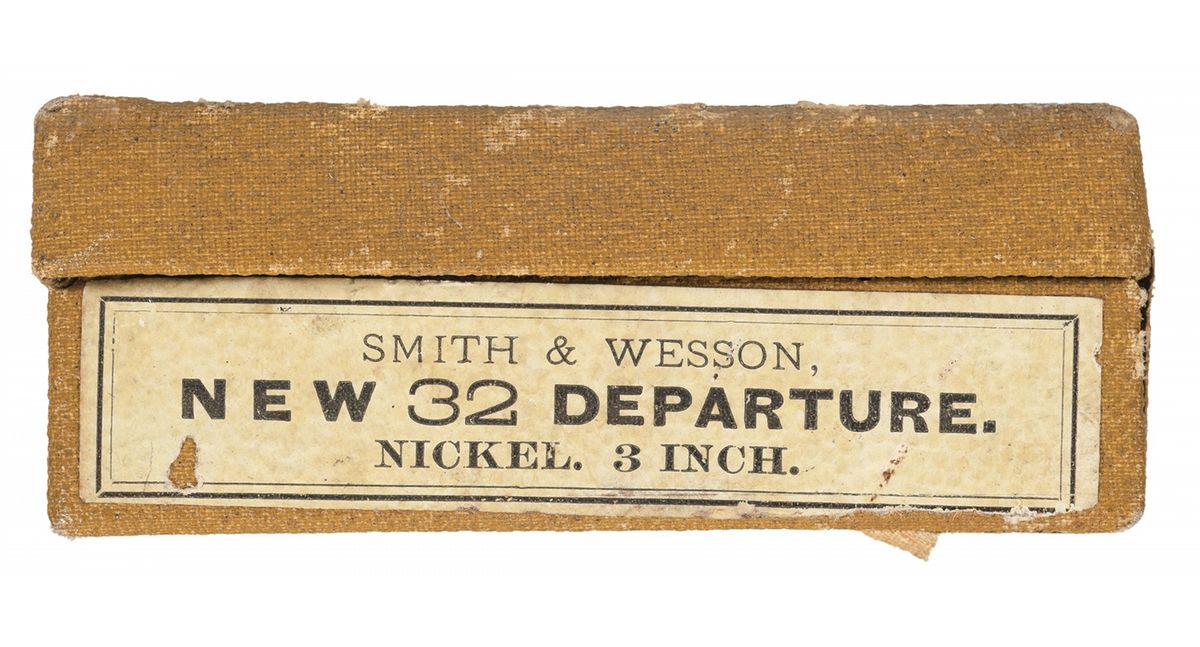 SMITH & WESSON,
NEW 32 DEPARTURE.
NICKEL. 3 INCH.